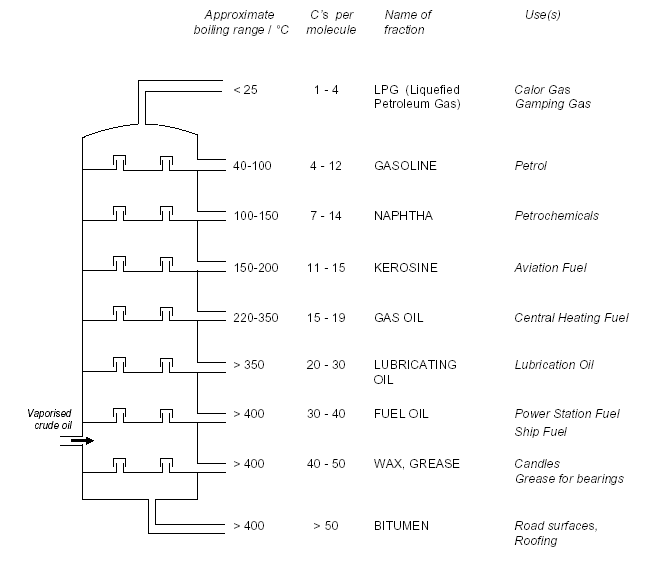 Approximate boiling range / °C C's per molecule Name of fraction Use(s)
< 25 1 - 4 LPG (Liquefied Petroleum Gas) Calor Gas Gamping Gas
40-100 4 - 12 GASOLINE Petrol
100-150 7 - 14 NAPHTHA Petrochemicals
150-200 11 - 15 KEROSINE Aviation Fuel
220-350 15 - 19 GAS OIL Central Heating Fuel
> 350 20 - 30 LUBRICATING OIL Lubrication Oil
Vaporised crude oil
> 400 30 - 40 FUEL OIL Power Station Fuel Ship Fuel
> 400 40 - 50 WAX, GREASE Candles Grease for bearings
> 400 > 50 BITUMEN Road surfaces, Roofing